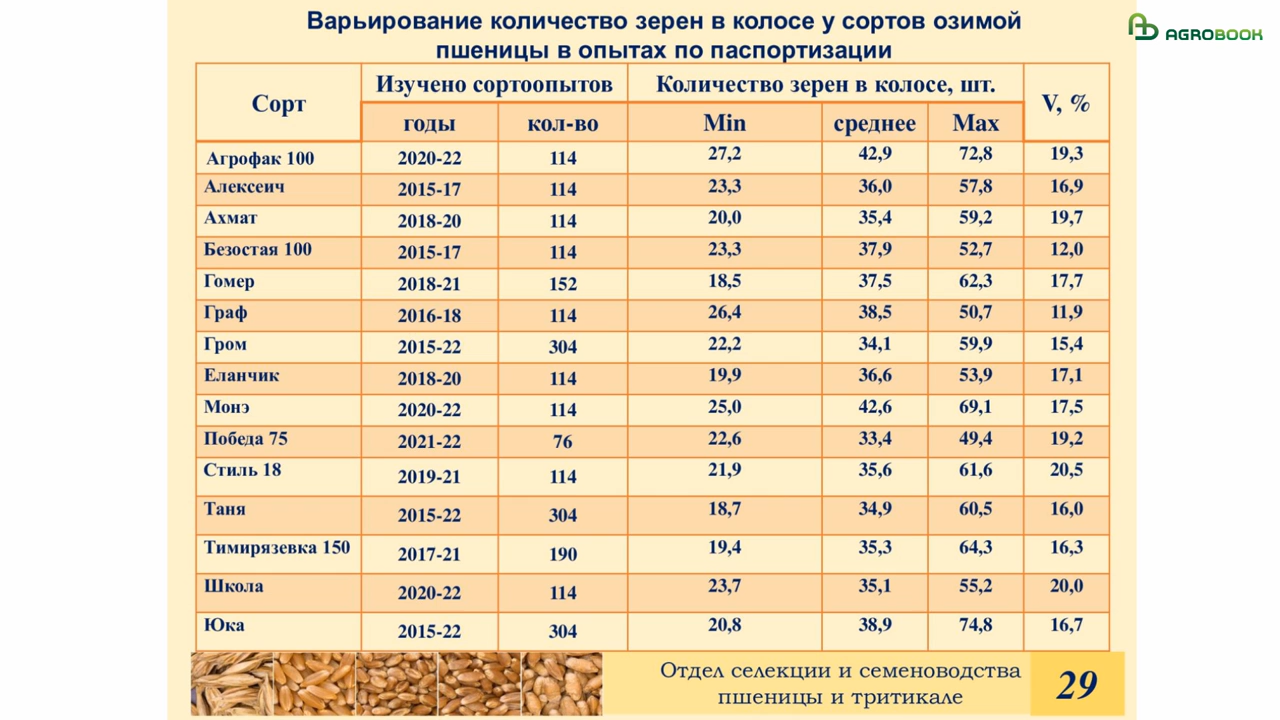 Варьирование количество зерен в колосе у сортов озимой
пшеницы в опытах по паспортизации
AGROBOOK
Сорт Изучено сортоопытов Количество зерен в колосе, шт. V, %
годы кол-во Min среднее Max
Агрофак 100 2020-22 114 27,2 42,9 72,8 19,3
Алексеич 2015-17 114 23,3 36,0 57,8 16,9
Ахмат 2018-20 114 20,0 35,4 59,2 19,7
Безостая 100 2015-17 114 23,3 37,9 52,7 12,0
Гомер 2018-21 152 18,5 37,5 62,3 17,7
Граф 2016-18 114 26,4 38,5 50,7 11,9
Гром 2015-22 304 22,2 34,1 59,9 15,4
Еланчик 2018-20 114 19,9 36,6 53,9 17,1
Монэ 2020-22 114 25,0 42,6 69,1 17,5
Победа 75 2021-22 76 22,6 33,4 49,4 19,2
Стиль 18 2019-21 114 21,9 35,6 61,6 20,5
Таня 2015-22 304 18,7 34,9 60,5 16,0
Тимирязевка 150 2017-21 190 19,4 35,3 64,3 16,3
Школа 2020-22 114 23,7 35,1 55,2 20,0
Юка 2015-22 304 20,8 38,9 74,8 16,7
Отдел селекции и семеноводства
пшеницы и тритикале
29